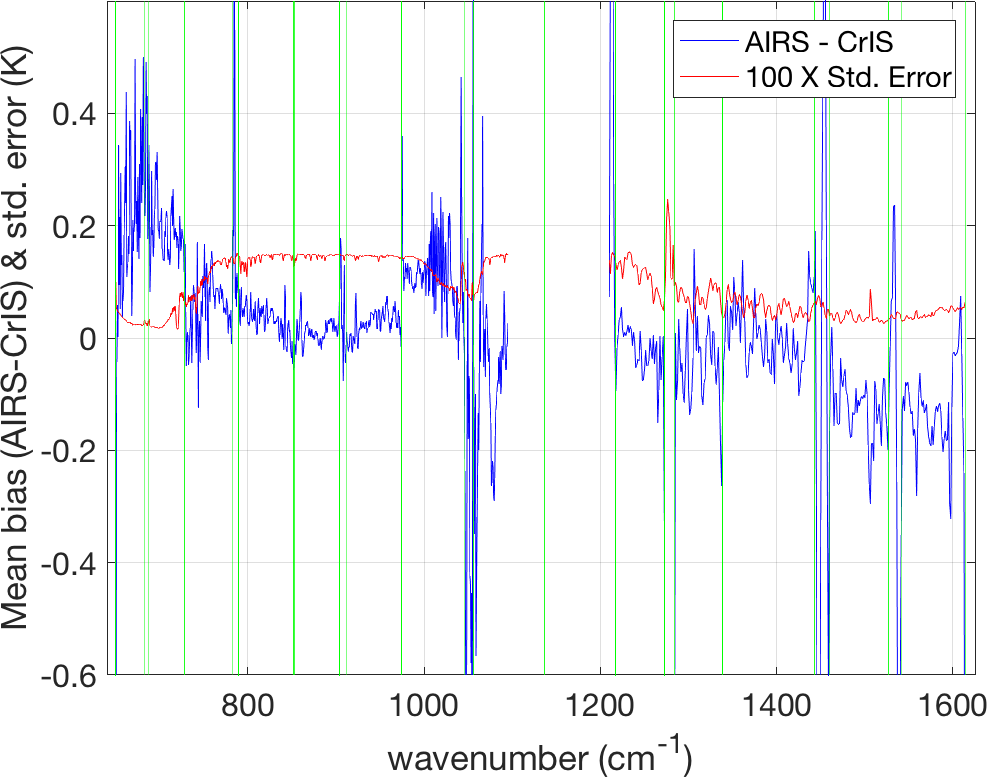 Mean bias (AIRS-CrIS) & std. error (K)
0.4
0.2
0
-0.2
-0.4
-0.6
AIRS - CrIS
100 X Std. Error
800
1000
1200
1400
1600
wavenumber (cm⁻¹)